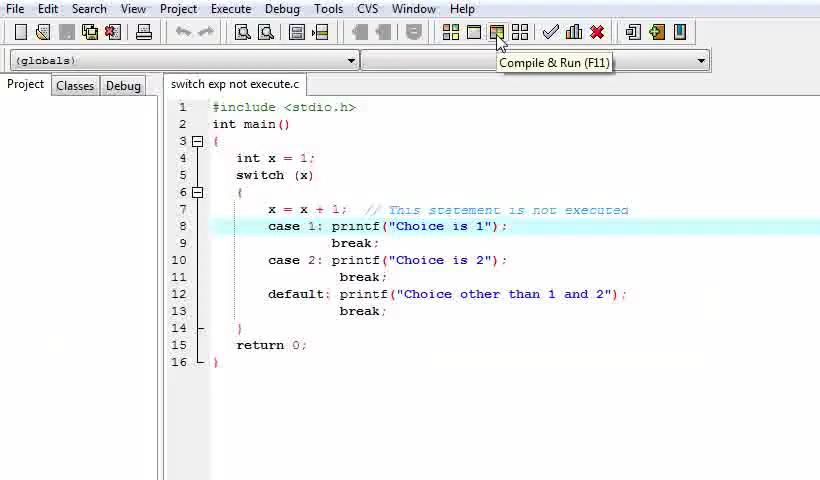 File Edit Search View Project Execute Debug Tools CVS Window Help
(globals)
Compile & Run (F11)
Project Classes Debug
switch exp not execute.c
1 #include <stdio.h>
2 int main()
3 {
4 int x = 1;
5 switch (x)
6 {
7 x = x + 1; // This statement is not executed
8 case 1: printf("Choice is 1");
9 break;
10 case 2: printf("Choice is 2");
11 break;
12 default: printf("Choice other than 1 and 2");
13 break;
14 }
15 return 0;
16 }